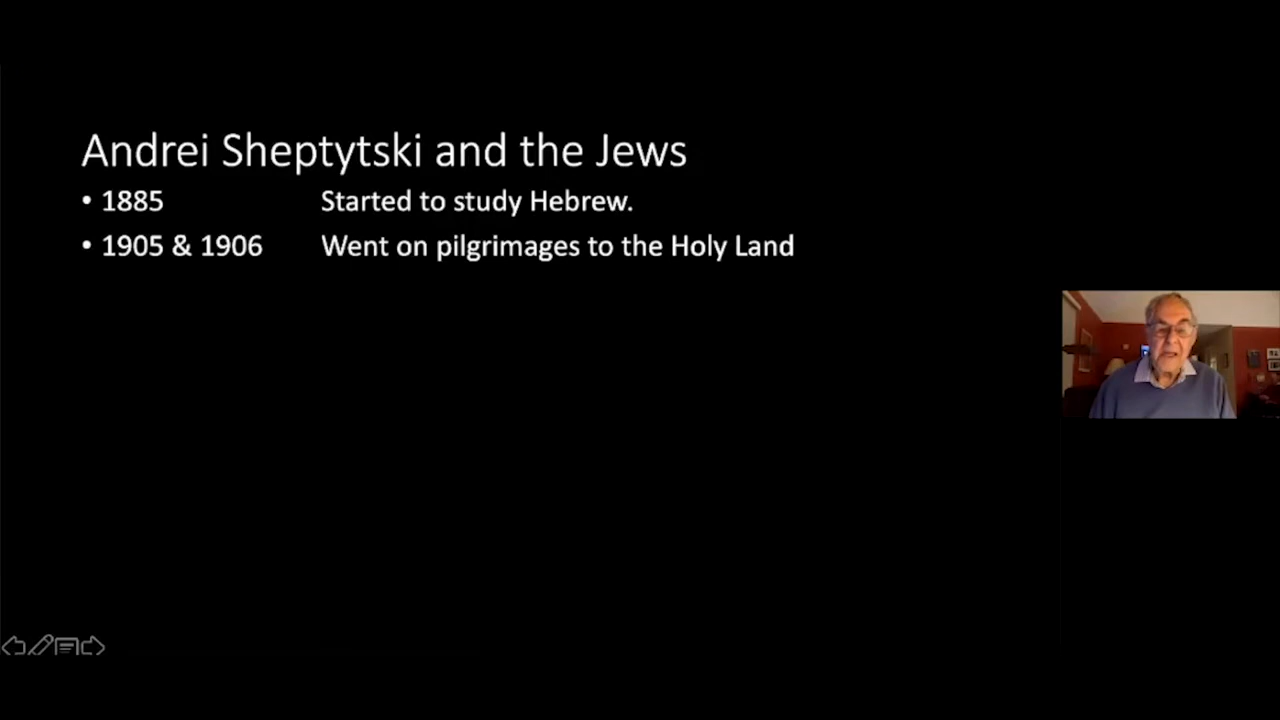 Andrei Sheptytski and the Jews
• 1885 Started to study Hebrew.
• 1905 & 1906 Went on pilgrimages to the Holy Land